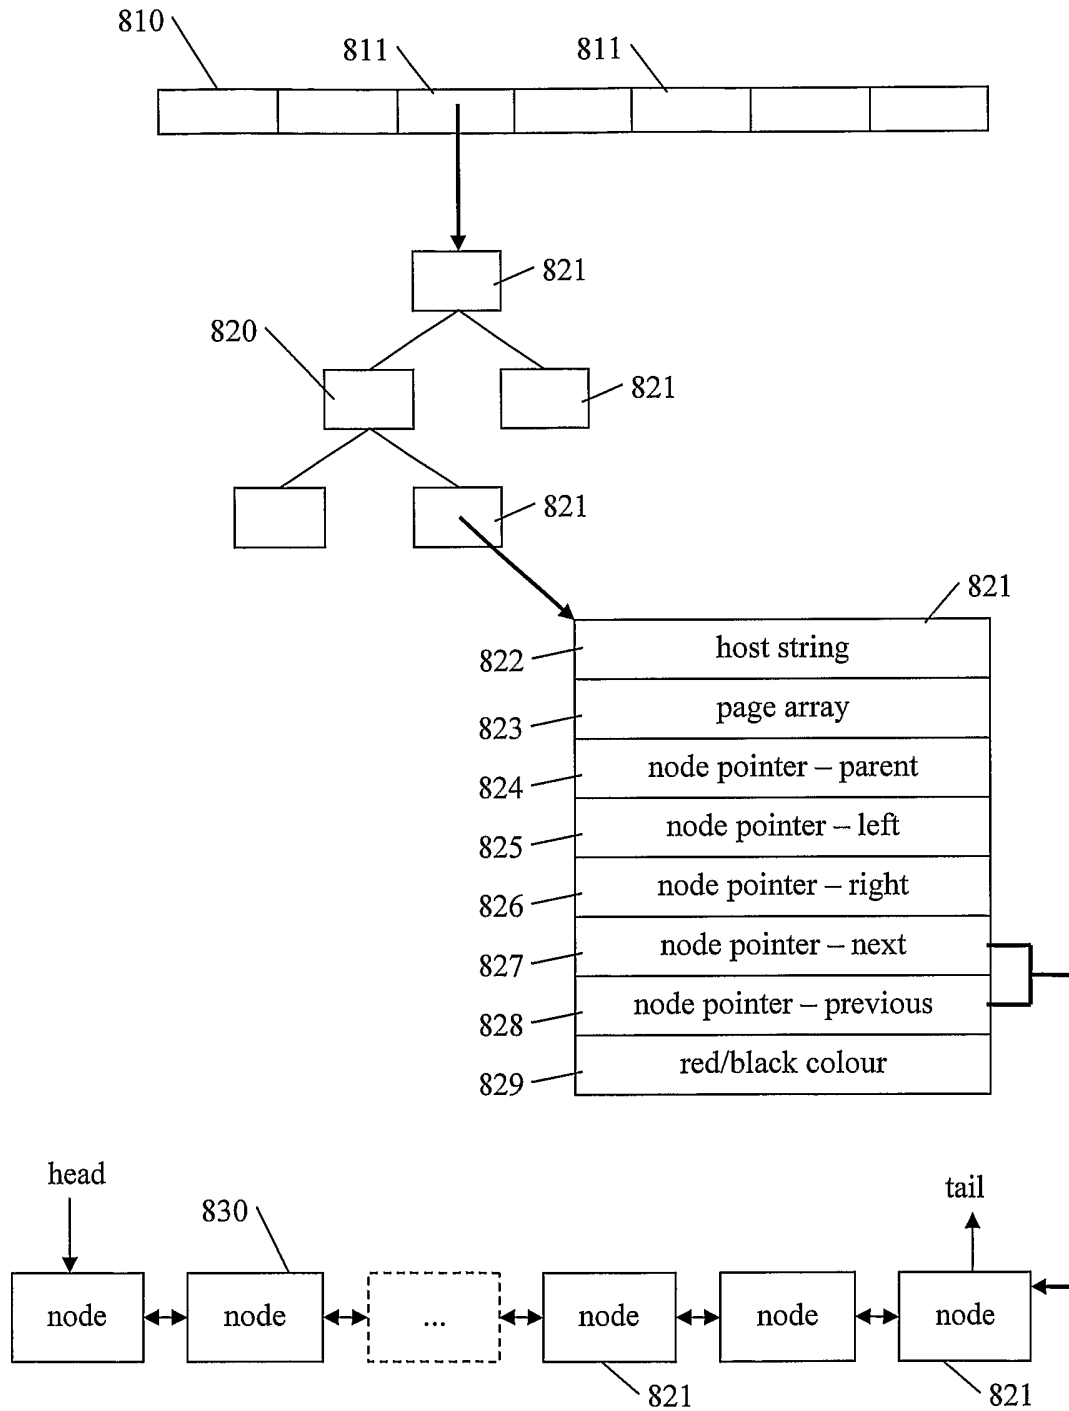 810
811
811
821
820
821
821
821
822
host string
823
page array
824
node pointer – parent
825
node pointer – left
826
node pointer – right
827
node pointer – next
828
node pointer – previous
829
red/black colour
head
830
tail
node
node
...
node
node
node
821
821